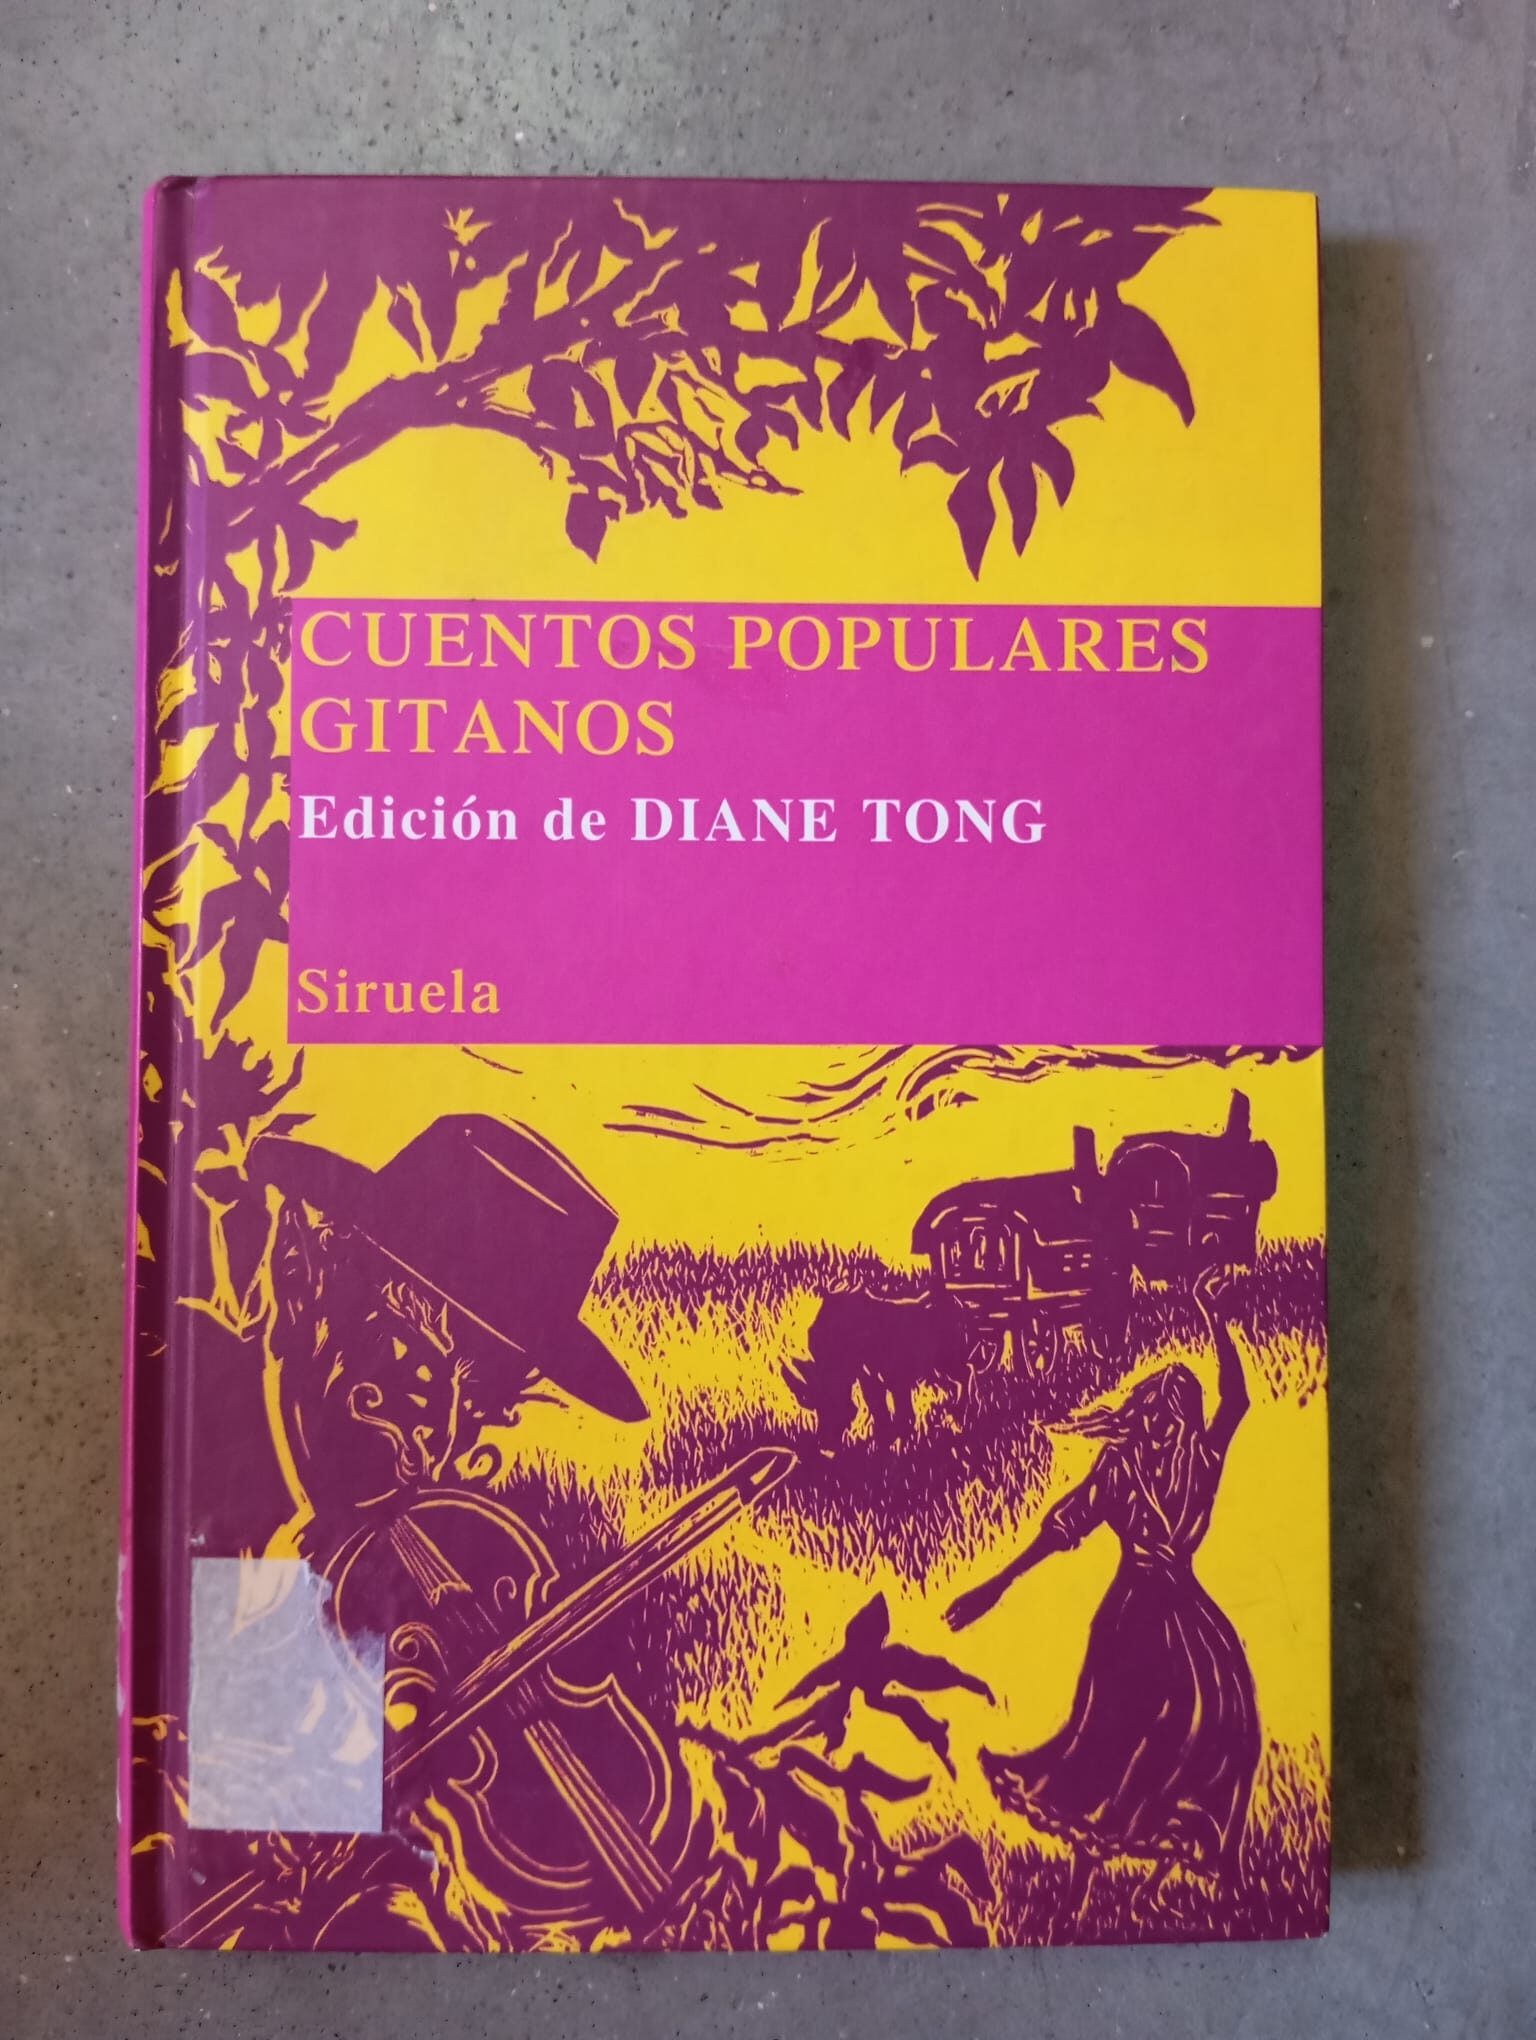 CUENTOS POPULARES
GITANOS
Edición de DIANE TONG
Siruela